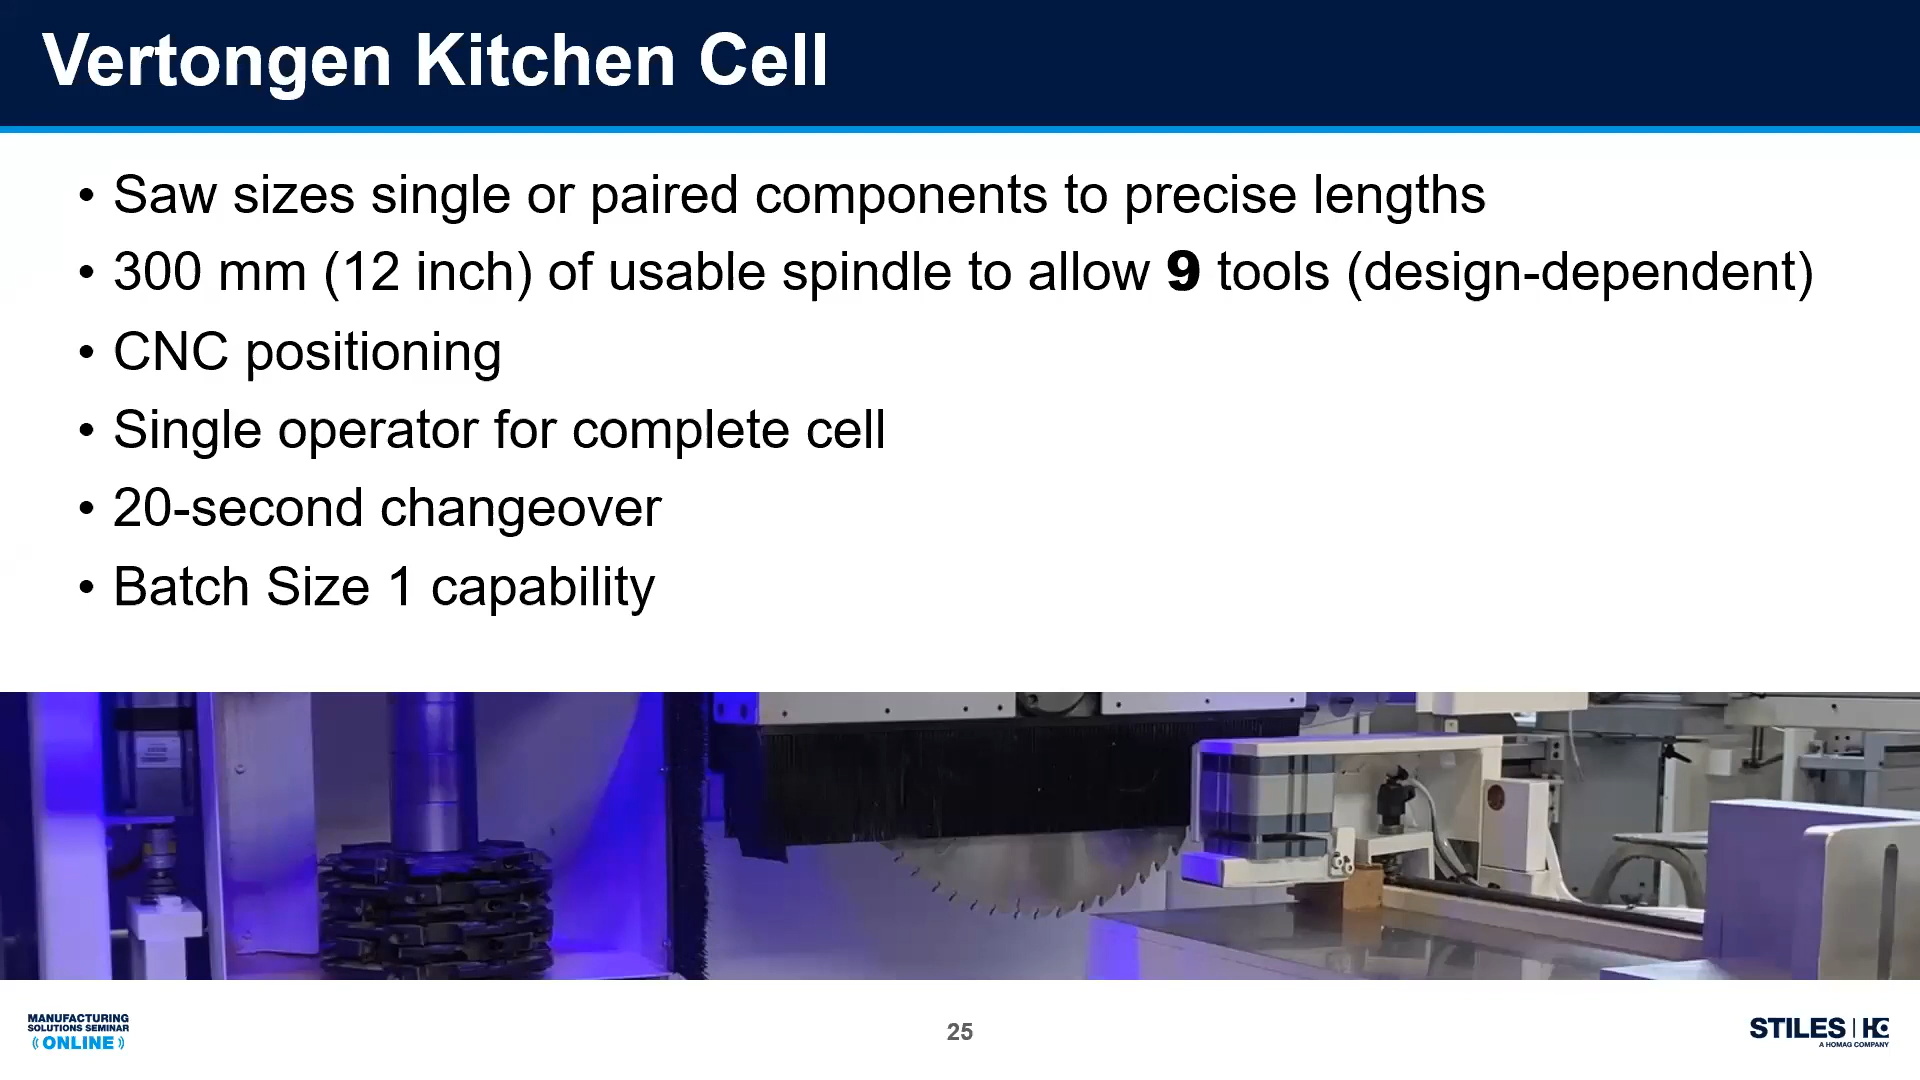 Vertongen Kitchen Cell
• Saw sizes single or paired components to precise lengths
• 300 mm (12 inch) of usable spindle to allow 9 tools (design-dependent)
• CNC positioning
• Single operator for complete cell
• 20-second changeover
• Batch Size 1 capability
MANUFACTURING
SOLUTIONS SEMINAR
ONLINE
25
STILES | HC
A HOMAG COMPANY